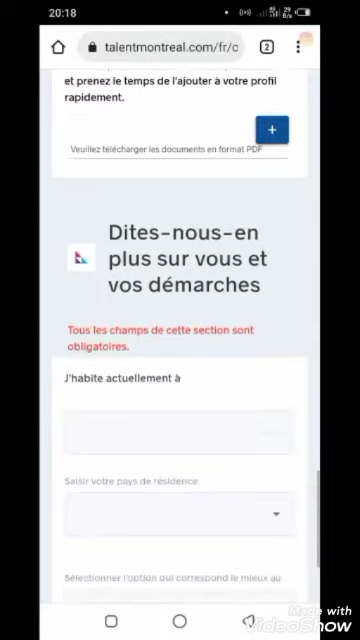 20:18
talentmontreal.com/fr/c
2
et prenez le temps de l'ajouter à votre profil
rapidement.
+
Veuillez télécharger les documents en format PDF
Dites-nous-en
plus sur vous et
vos démarches
Tous les champs de cette section sont
obligatoires.
J'habite actuellement à
Saisir votre pays de résidence
Sélectionner l'option qui correspond le mieux au
Made with
VideoShow